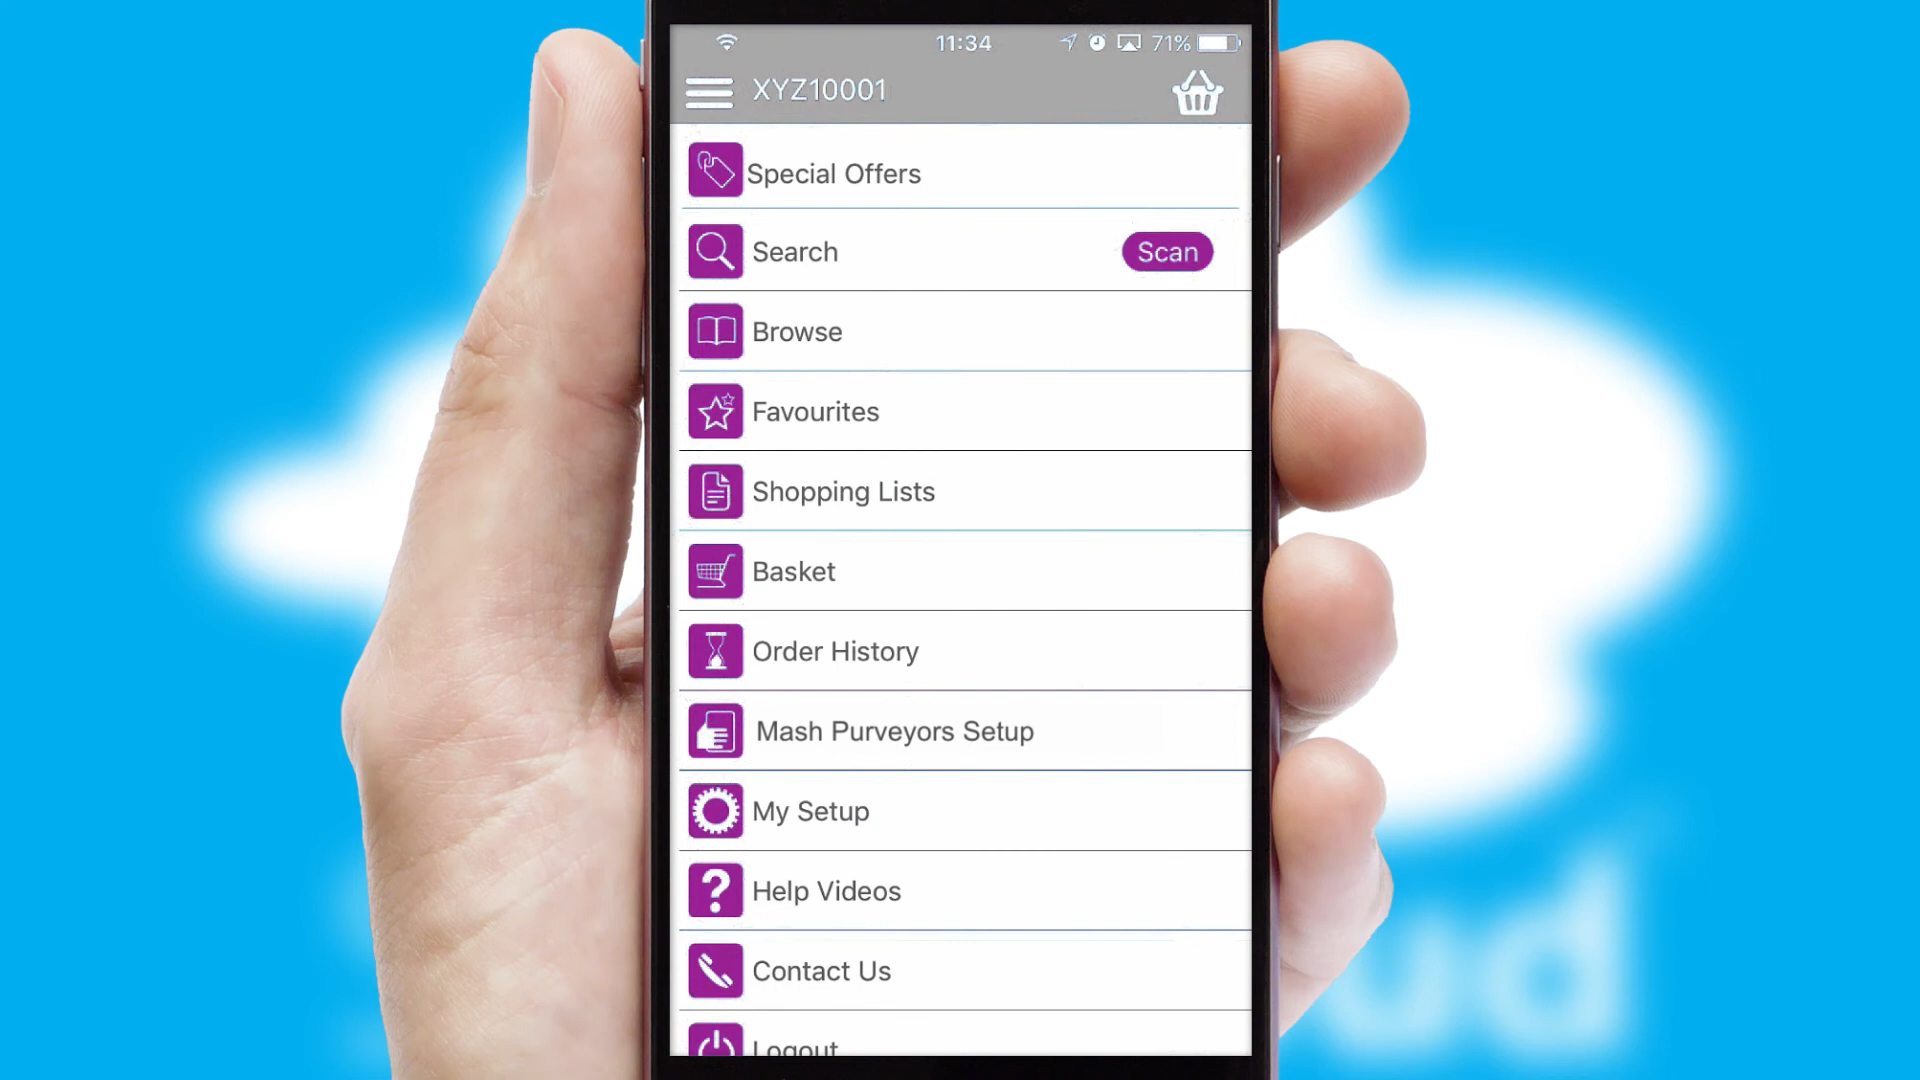 11:34
71%
XYZ10001
Special Offers
Search
Scan
Browse
Favourites
Shopping Lists
Basket
Order History
Mash Purveyors Setup
My Setup
Help Videos
Contact Us
Logout
ud